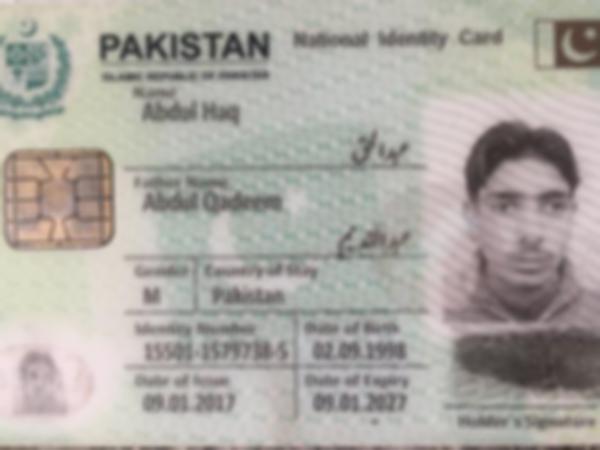 PAKISTAN National Identity Card
ISLAMIC REPUBLIC OF PAKISTAN
Name
Abdul Haq
عبدالحق
Father Name
Abdul Qadeem
عبدالقدیم
Gender Country of Stay
M Pakistan
Identity Number Date of Birth
15501-1579738-5 02.09.1998
Date of Issue Date of Expiry
09.01.2017 09.01.2027
Holder's Signature